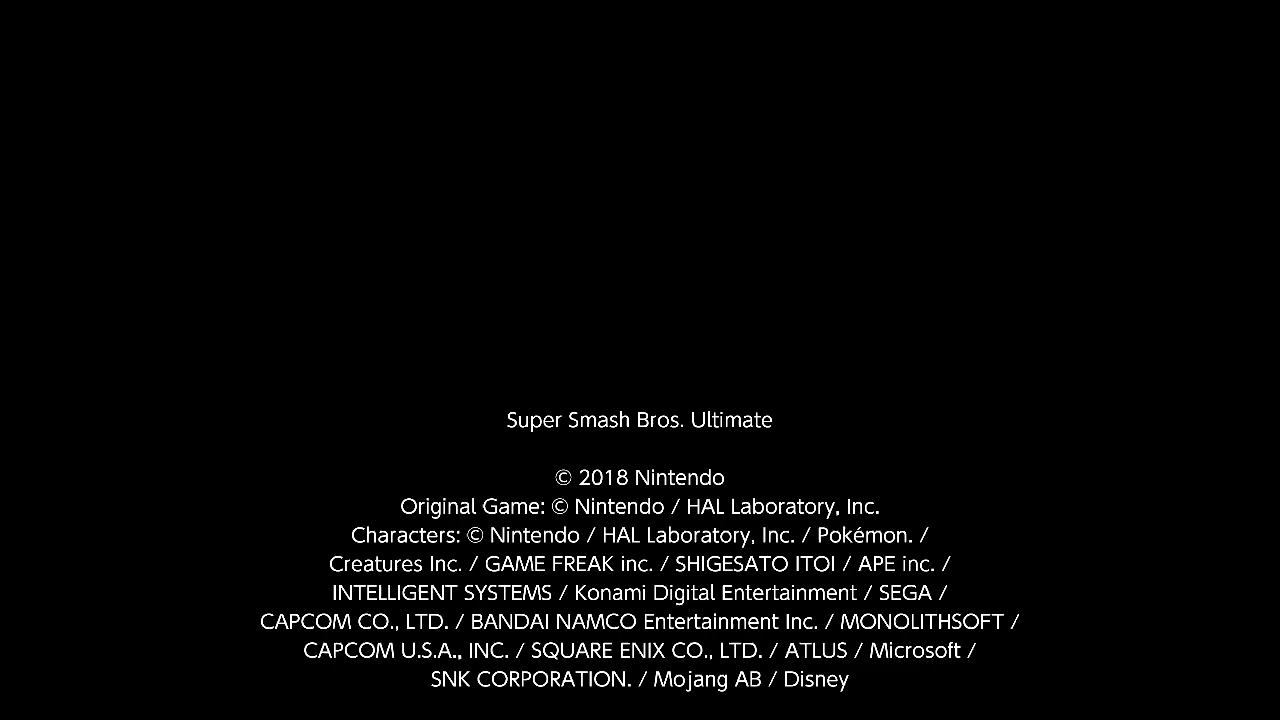 Super Smash Bros. Ultimate
© 2018 Nintendo
Original Game: © Nintendo / HAL Laboratory, Inc.
Characters: © Nintendo / HAL Laboratory, Inc. / Pokémon. /
Creatures Inc. / GAME FREAK inc. / SHIGESATO ITOI / APE inc. /
INTELLIGENT SYSTEMS / Konami Digital Entertainment / SEGA /
CAPCOM CO., LTD. / BANDAI NAMCO Entertainment Inc. / MONOLITHSOFT /
CAPCOM U.S.A., INC. / SQUARE ENIX CO., LTD. / ATLUS / Microsoft /
SNK CORPORATION. / Mojang AB / Disney